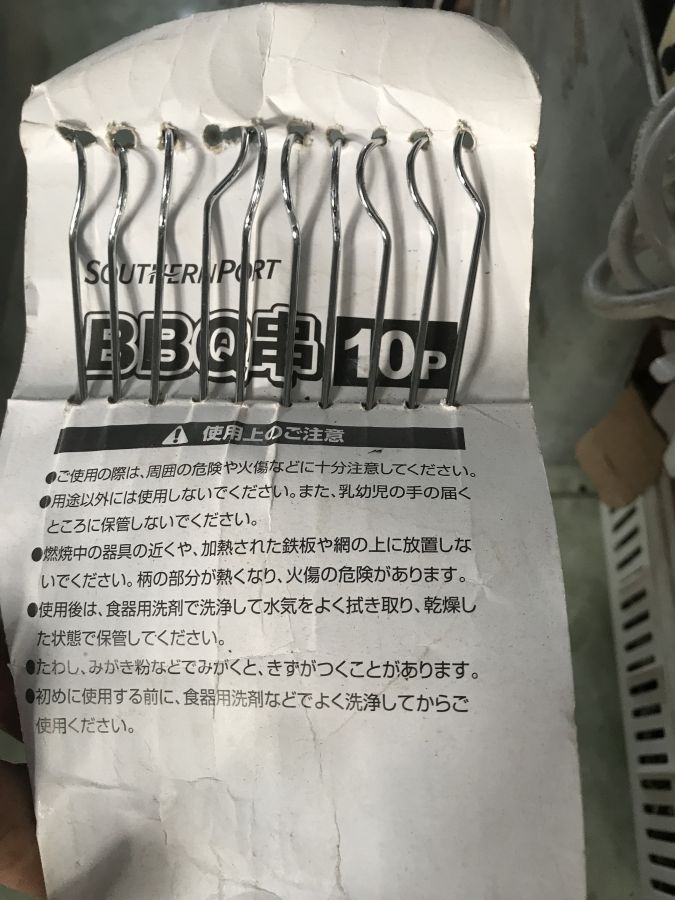 SOUTHERNPORT
BBQ串 10P
使用上のご注意
●ご使用の際は、周囲の危険や火傷などに十分注意してください。
●用途以外には使用しないでください。また、乳幼児の手の届く
ところに保管しないでください。
●燃焼中の器具の近くや、加熱された鉄板や網の上に放置しな
いでください。柄の部分が熱くなり、火傷の危険があります。
●使用後は、食器用洗剤で洗浄して水気をよく拭き取り、乾燥し
た状態で保管してください。
●たわし、みがき粉などでみがくと、きずがつくことがあります。
●初めに使用する前に、食器用洗剤などでよく洗浄してからご
使用ください。